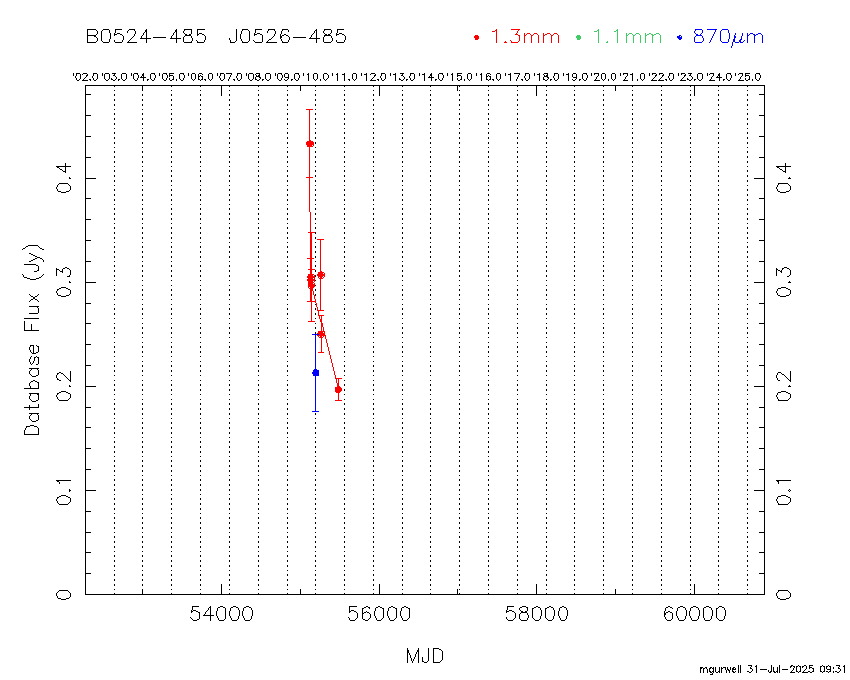 B0524-485 J0526-485 1.3mm 1.1mm 870μm
'02.0 '03.0 '04.0 '05.0 '06.0 '07.0 '08.0 '09.0 '10.0 '11.0 '12.0 '13.0 '14.0 '15.0 '16.0 '17.0 '18.0 '19.0 '20.0 '21.0 '22.0 '23.0 '24.0 '25.0
0.4 0.4
0.3 0.3
0.2 0.2
0.1 0.1
0 0
Database Flux (Jy)
54000 56000 58000 60000
MJD
mgurwell 31-Jul-2025 09:31